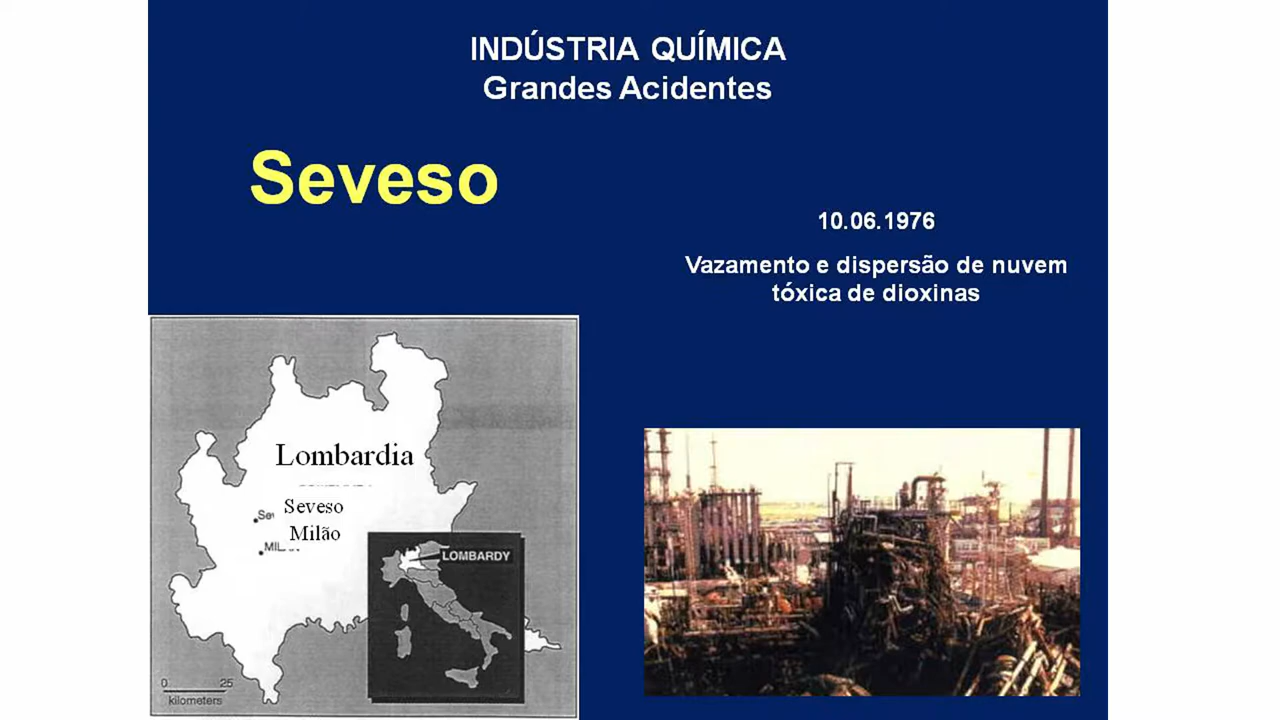 INDÚSTRIA QUÍMICA
Grandes Acidentes
Seveso
10.06.1976
Vazamento e dispersão de nuvem
tóxica de dioxinas
Lombardia
Seveso
Milão
LOMBARDY
0 25
kilometers